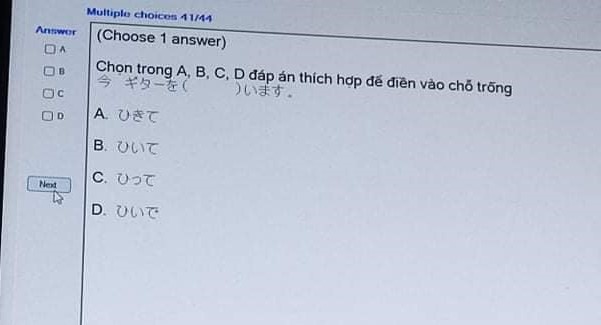 Multiple choices 41/44
Answer
A
B
C
D
Next
(Choose 1 answer)
Chọn trong A, B, C, D đáp án thích hợp để điền vào chỗ trống
今 ギターを( )います。
A. ひきて
B. ひいて
C. ひって
D. ひいで